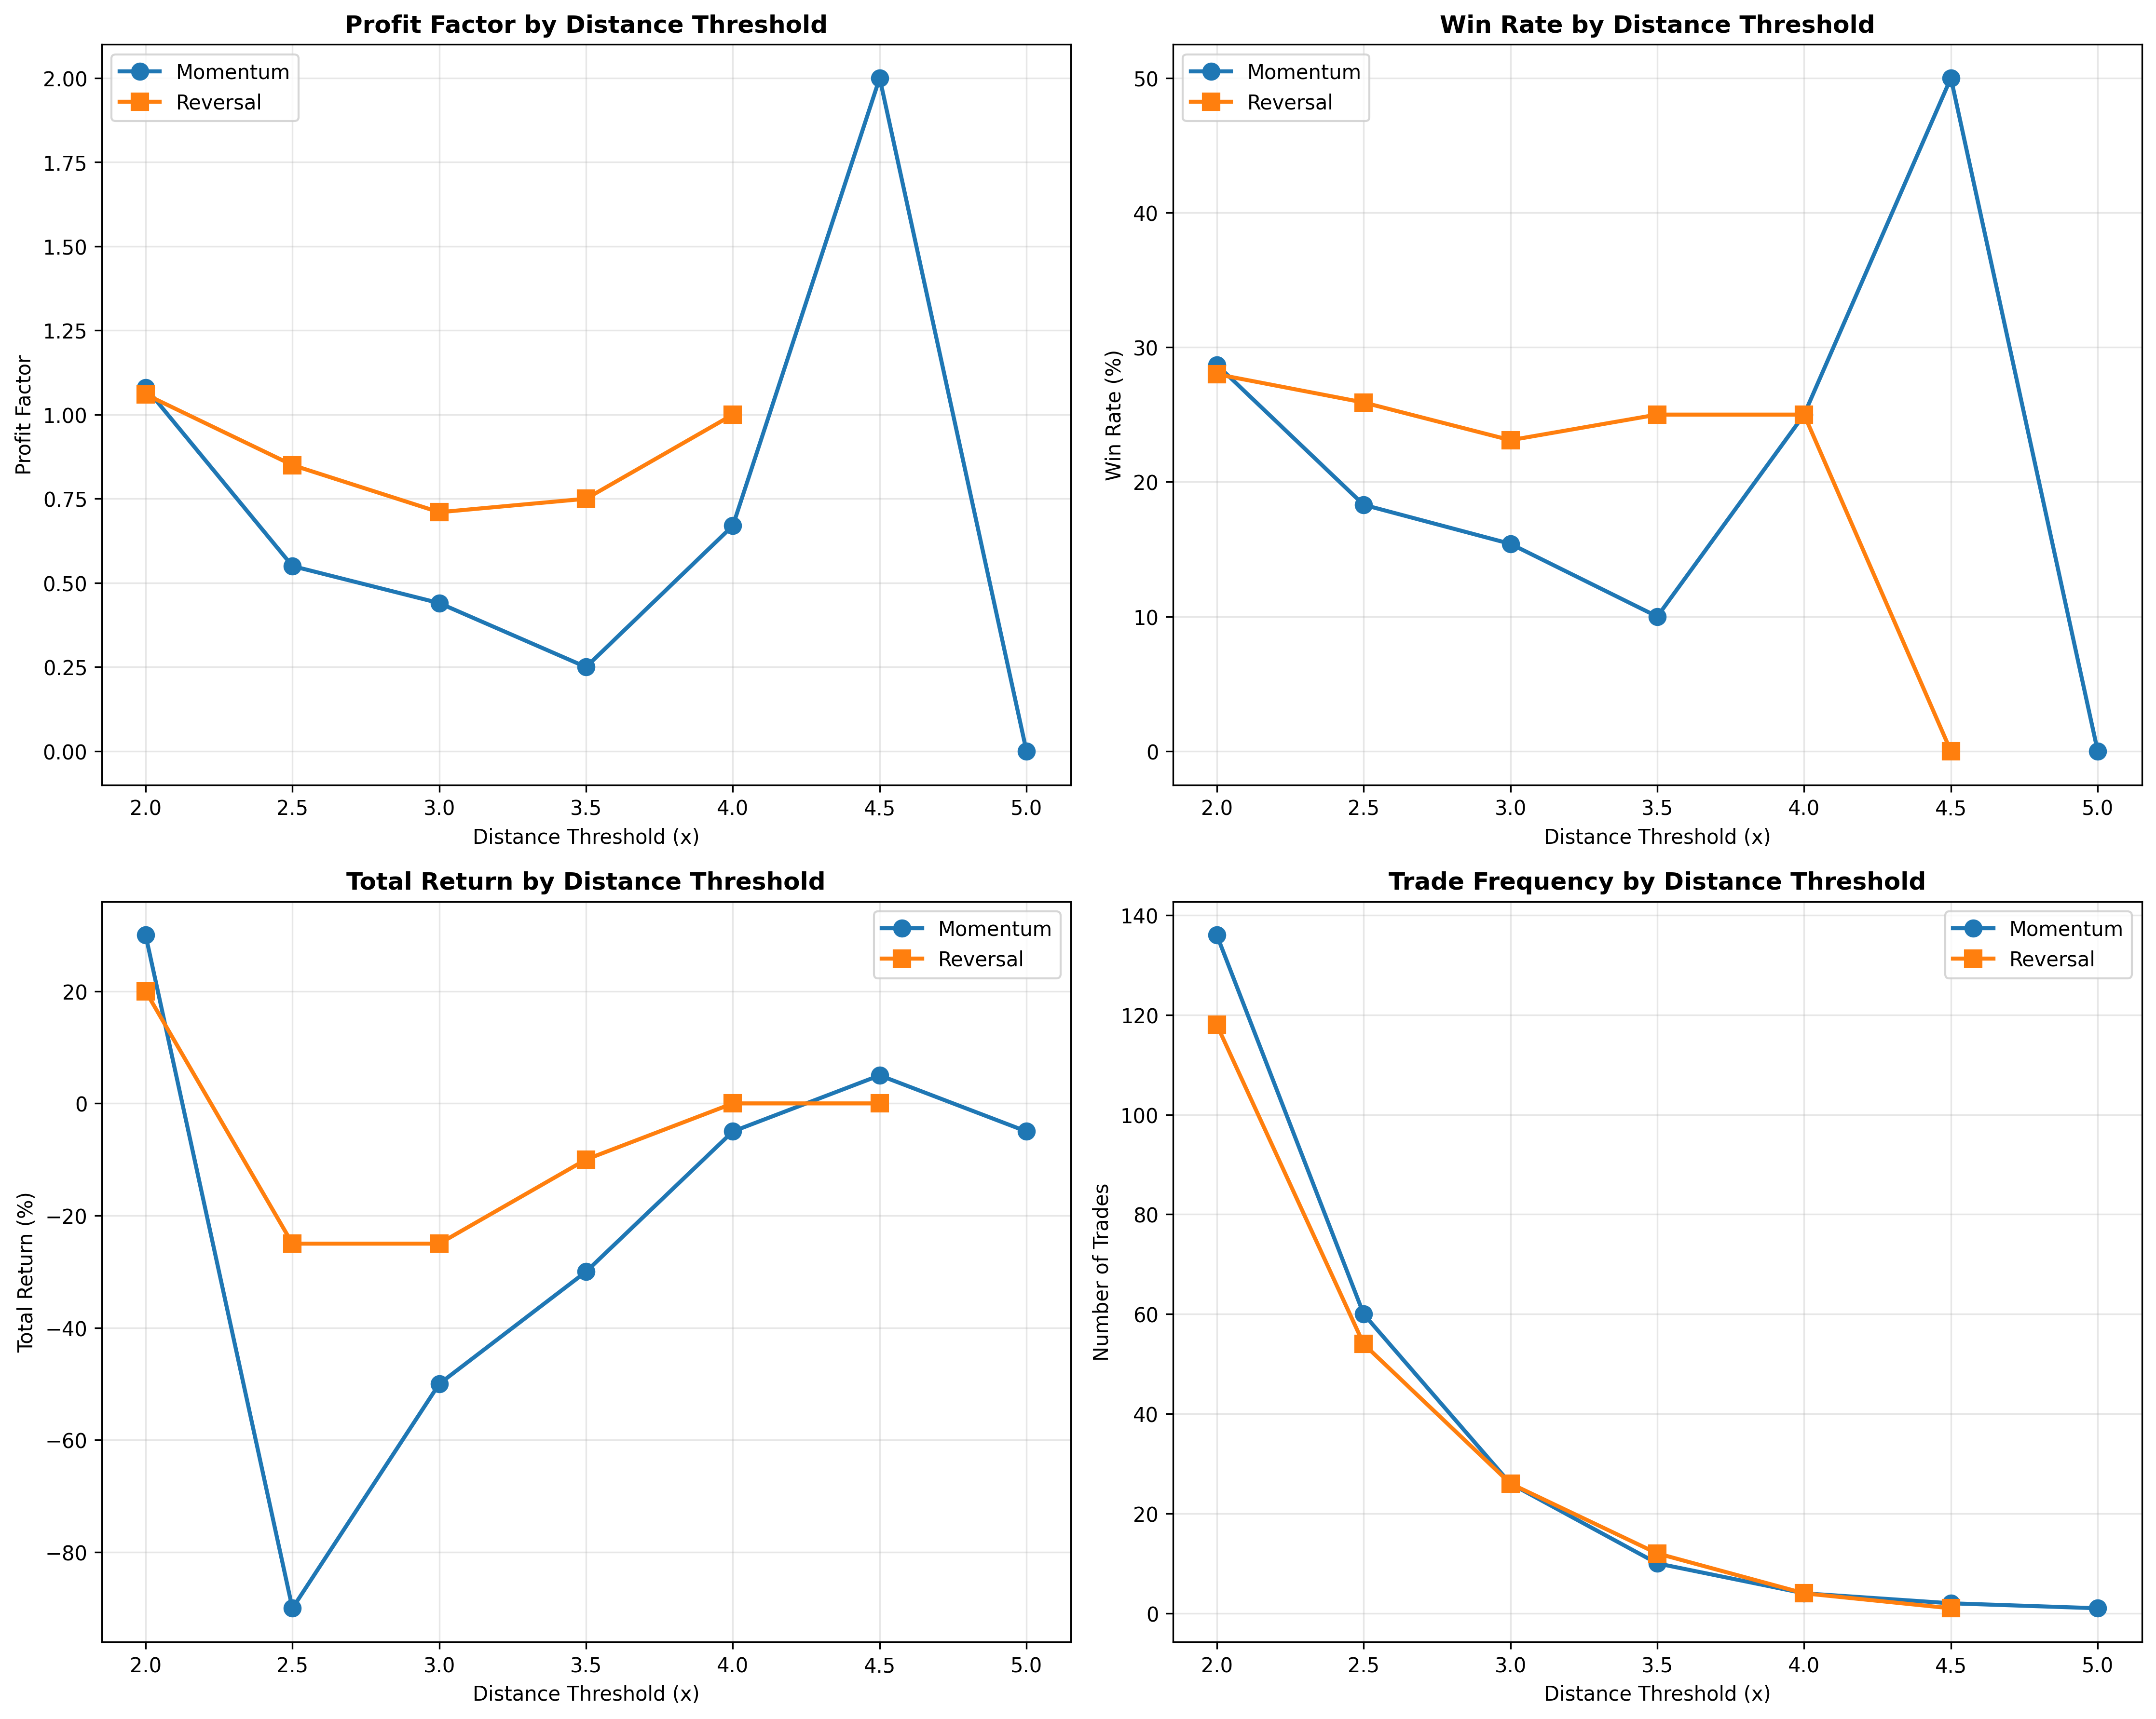 Profit Factor by Distance Threshold
Momentum
Reversal
Profit Factor
2.00
1.75
1.50
1.25
1.00
0.75
0.50
0.25
0.00
2.0 2.5 3.0 3.5 4.0 4.5 5.0
Distance Threshold (x)
Win Rate by Distance Threshold
Momentum
Reversal
Win Rate (%)
50
40
30
20
10
0
2.0 2.5 3.0 3.5 4.0 4.5 5.0
Distance Threshold (x)
Total Return by Distance Threshold
Momentum
Reversal
Total Return (%)
20
0
−20
−40
−60
−80
2.0 2.5 3.0 3.5 4.0 4.5 5.0
Distance Threshold (x)
Trade Frequency by Distance Threshold
Momentum
Reversal
Number of Trades
140
120
100
80
60
40
20
0
2.0 2.5 3.0 3.5 4.0 4.5 5.0
Distance Threshold (x)